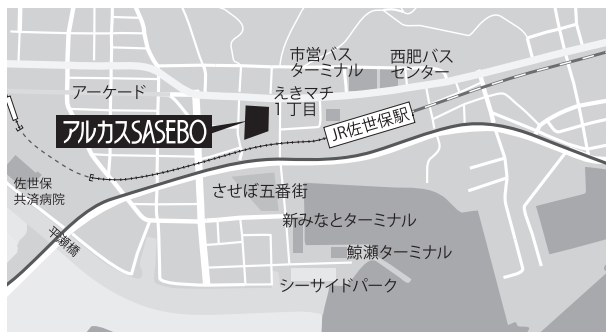 市営バス
ターミナル
西肥バス
センター
アーケード
えきマチ
1丁目
アルカスSASEBO
JR佐世保駅
佐世保
共済病院
させぼ五番街
平瀬橋
新みなとターミナル
鯨瀬ターミナル
シーサイドパーク